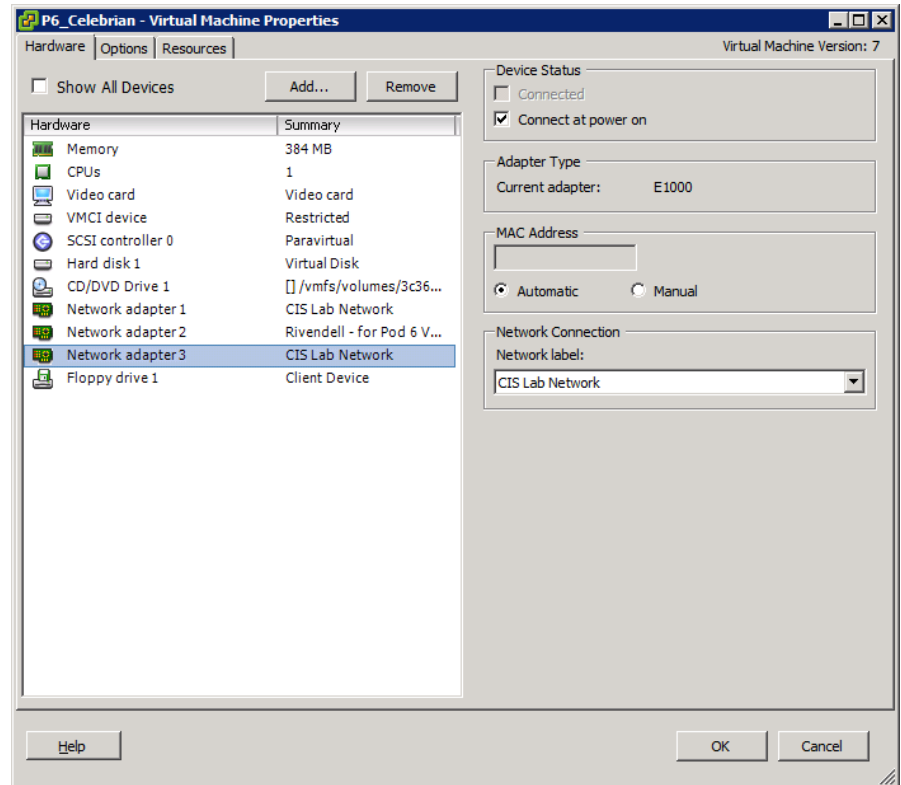 P6_Celebrian - Virtual Machine Properties
Hardware Options Resources Virtual Machine Version: 7
Show All Devices Add... Remove
Hardware Summary
Memory 384 MB
CPUs 1
Video card Video card
VMCI device Restricted
SCSI controller 0 Paravirtual
Hard disk 1 Virtual Disk
CD/DVD Drive 1 [] /vmfs/volumes/3c36...
Network adapter 1 CIS Lab Network
Network adapter 2 Rivendell - for Pod 6 V...
Network adapter 3 CIS Lab Network
Floppy drive 1 Client Device
Device Status
Connected
Connect at power on
Adapter Type
Current adapter: E1000
MAC Address
Automatic Manual
Network Connection
Network label:
CIS Lab Network
Help OK Cancel